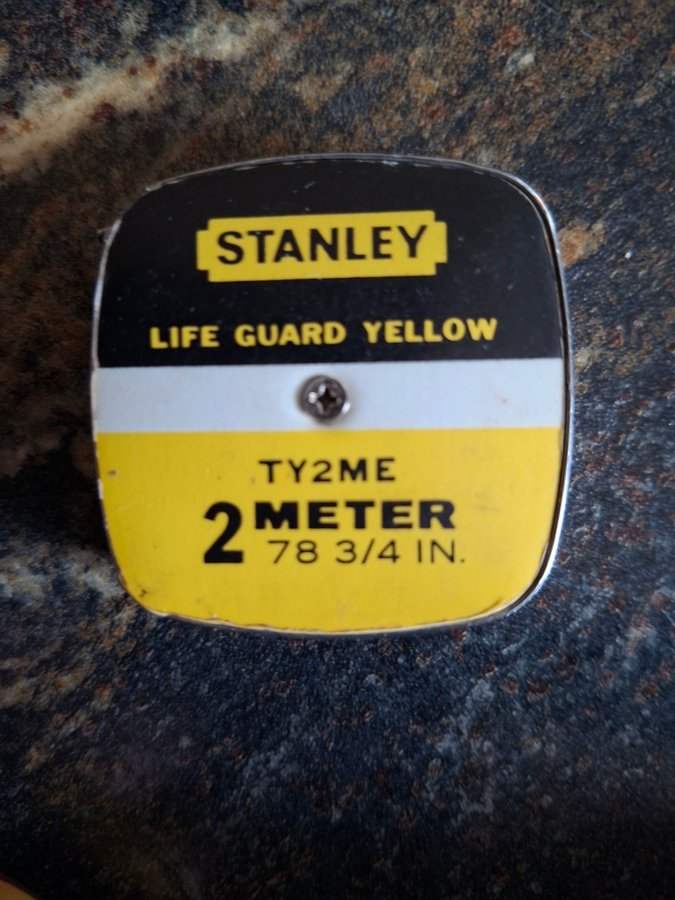 STANLEY
LIFE GUARD YELLOW
TY2ME
2 METER
78 3/4 IN.